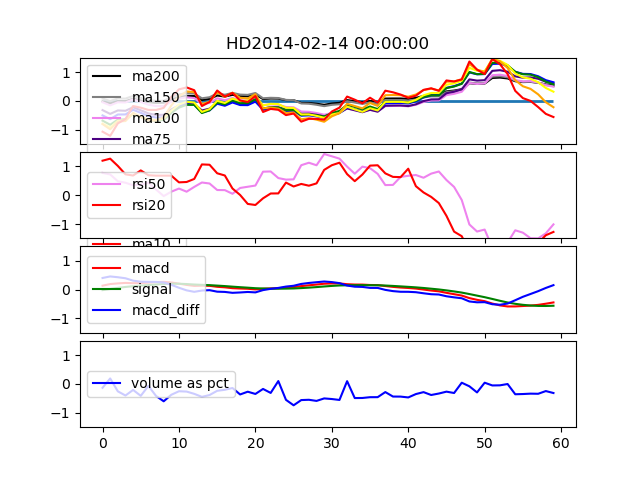 HD2014-02-14 00:00:00
1
0
−1
ma200
ma150
ma100
ma75
1
0
−1
rsi50
rsi20
ma10
1
0
−1
macd
signal
macd_diff
1
0
−1
volume as pct
0 10 20 30 40 50 60